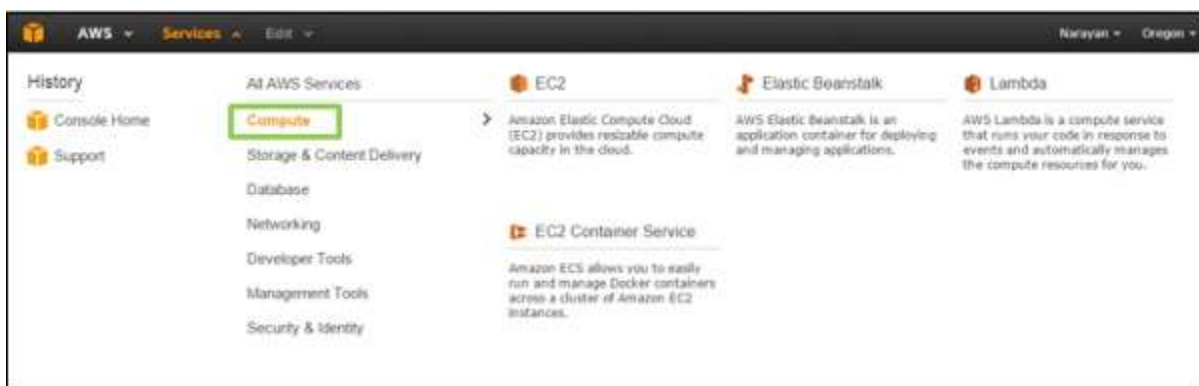 AWS Services Edit Narayan Oregon
History
Console Home
Support
All AWS Services
Compute
Storage & Content Delivery
Database
Networking
Developer Tools
Management Tools
Security & Identity
EC2
Amazon Elastic Compute Cloud
(EC2) provides resizable compute
capacity in the cloud.
Elastic Beanstalk
AWS Elastic Beanstalk is an
application container for deploying
and managing applications.
Lambda
AWS Lambda is a compute service
that runs your code in response to
events and automatically manages
the compute resources for you.
EC2 Container Service
Amazon ECS allows you to easily
run and manage Docker containers
across a cluster of Amazon EC2
instances.